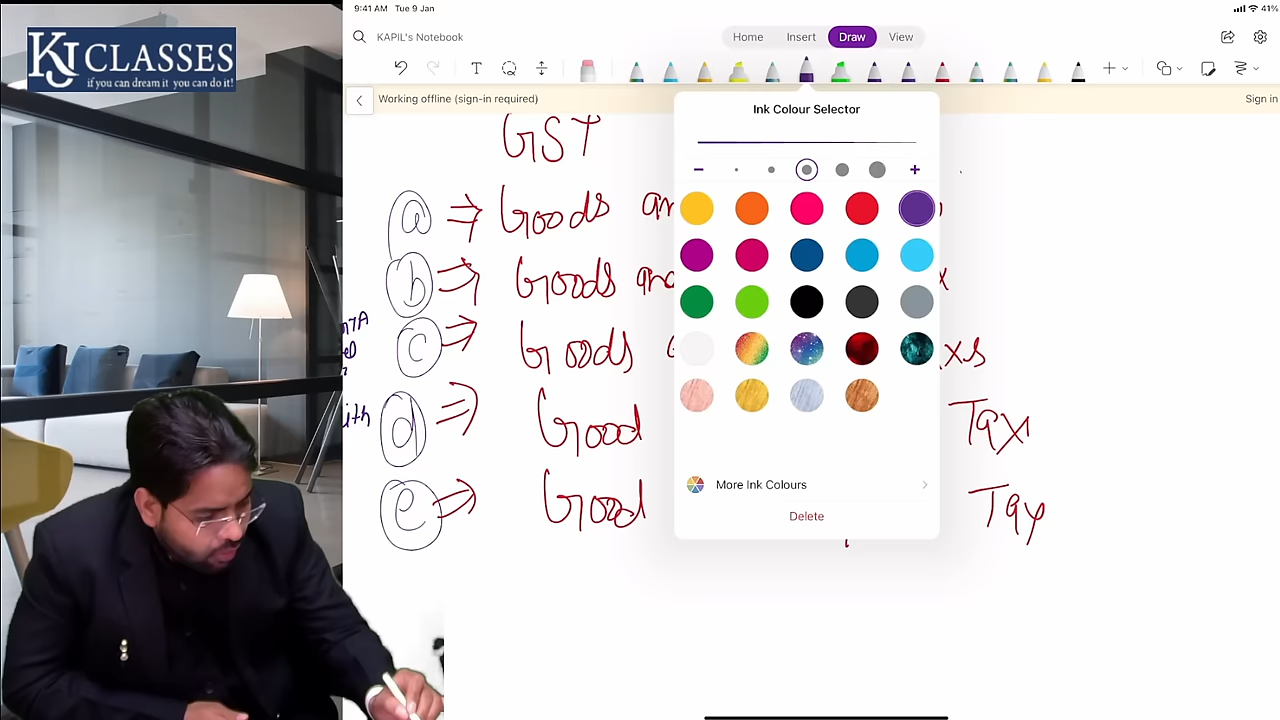 KJ CLASSES
if you can dream it you can do it!
9:41 AM Tue 9 Jan
41%
KAPIL's Notebook
Home Insert Draw View
Working offline (sign-in required)
Sign in
Ink Colour Selector
More Ink Colours
Delete
GST
a ⇒ Goods
b ⇒ Goods and
c ⇒ Goods
d ⇒ Good Tax
e ⇒ Good Tax